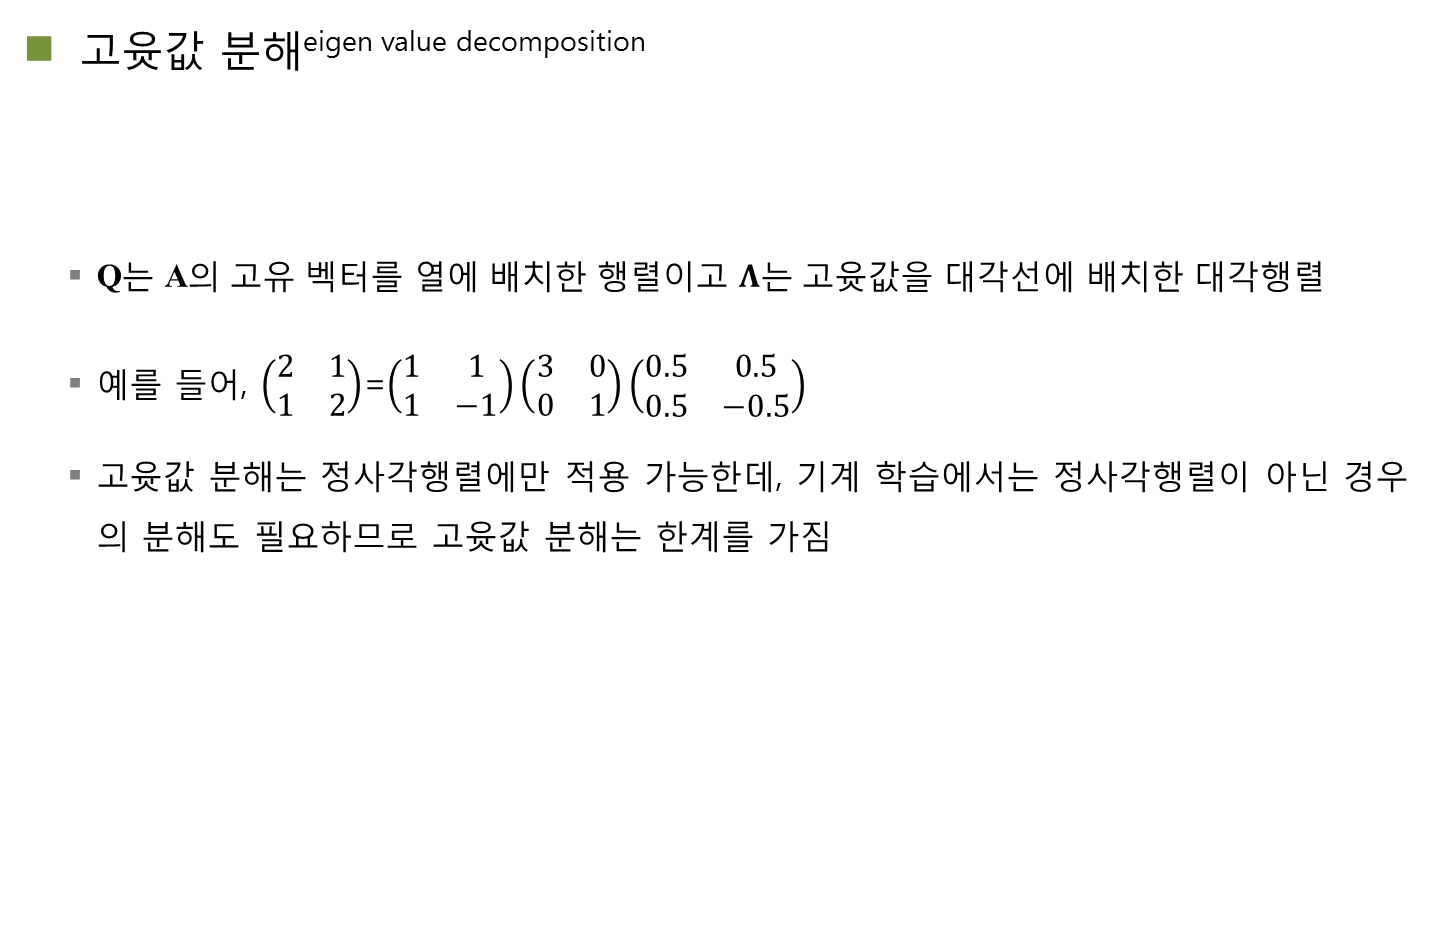 고윳값 분해eigen value decomposition
Q는 A의 고유 벡터를 열에 배치한 행렬이고 Λ는 고윳값을 대각선에 배치한 대각행렬
예를 들어, (2 1; 1 2)=(1 1; 1 −1)(3 0; 0 1)(0.5 0.5; 0.5 −0.5)
고윳값 분해는 정사각행렬에만 적용 가능한데, 기계 학습에서는 정사각행렬이 아닌 경우
의 분해도 필요하므로 고윳값 분해는 한계를 가짐